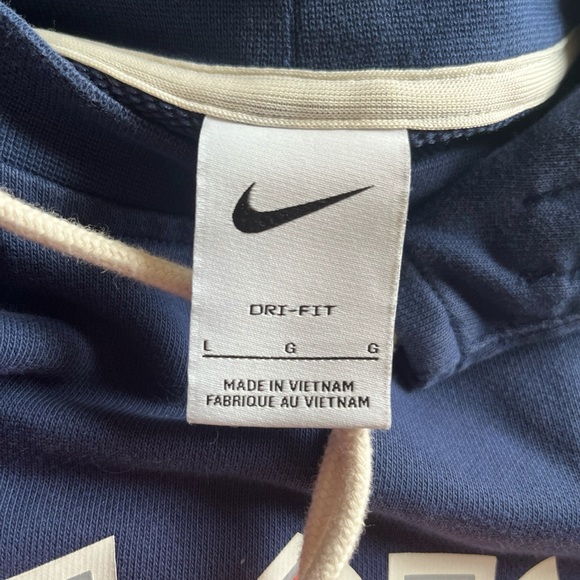 DRI-FIT
L G G
MADE IN VIETNAM
FABRIQUE AU VIETNAM